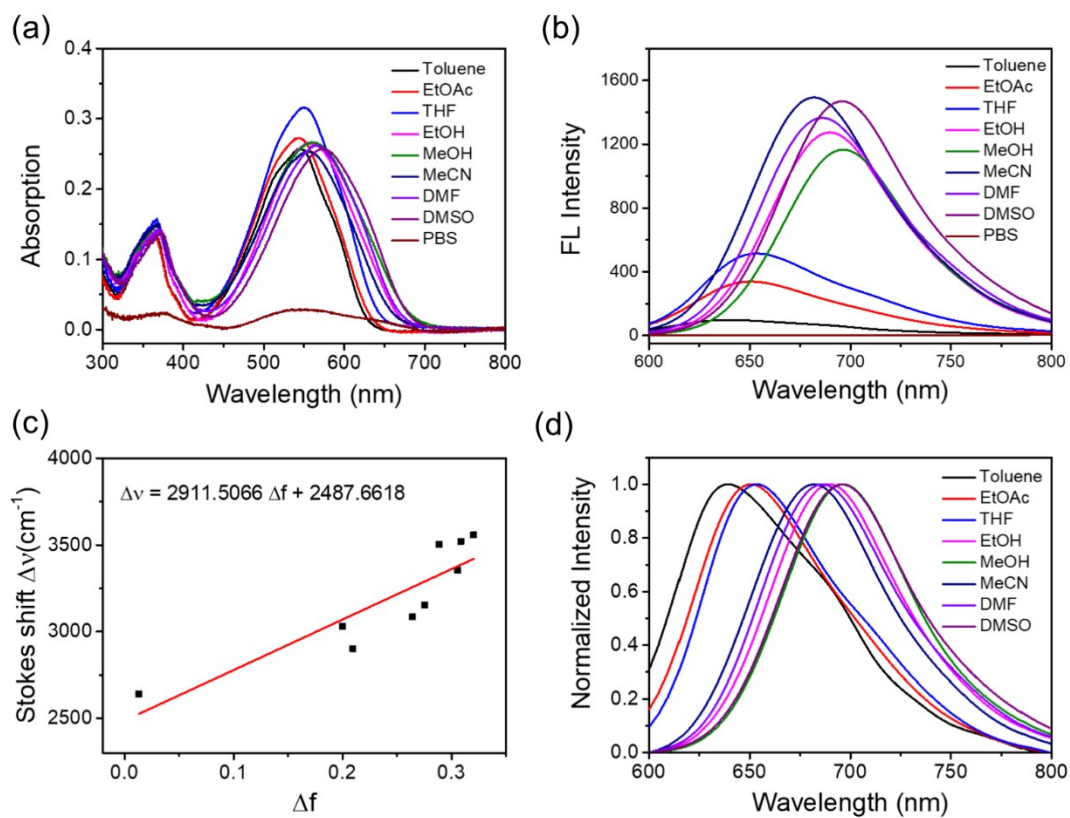 (a)
Absorption
0.4
0.3
0.2
0.1
0.0
300 400 500 600 700 800
Wavelength (nm)
Toluene
EtOAc
THF
EtOH
MeOH
MeCN
DMF
DMSO
PBS
(b)
FL Intensity
1600
1200
800
400
0
600 650 700 750 800
Wavelength (nm)
Toluene
EtOAc
THF
EtOH
MeOH
MeCN
DMF
DMSO
PBS
(c)
Stokes shift Δν(cm⁻¹)
4000
3500
3000
2500
0.0 0.1 0.2 0.3
Δf
Δν = 2911.5066 Δf + 2487.6618
(d)
Normalized Intensity
1.0
0.8
0.6
0.4
0.2
0.0
600 650 700 750 800
Wavelength (nm)
Toluene
EtOAc
THF
EtOH
MeOH
MeCN
DMF
DMSO